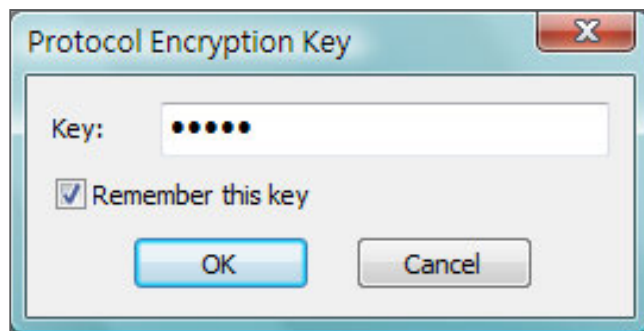 Protocol Encryption Key
Key: •••••
Remember this key
OK Cancel